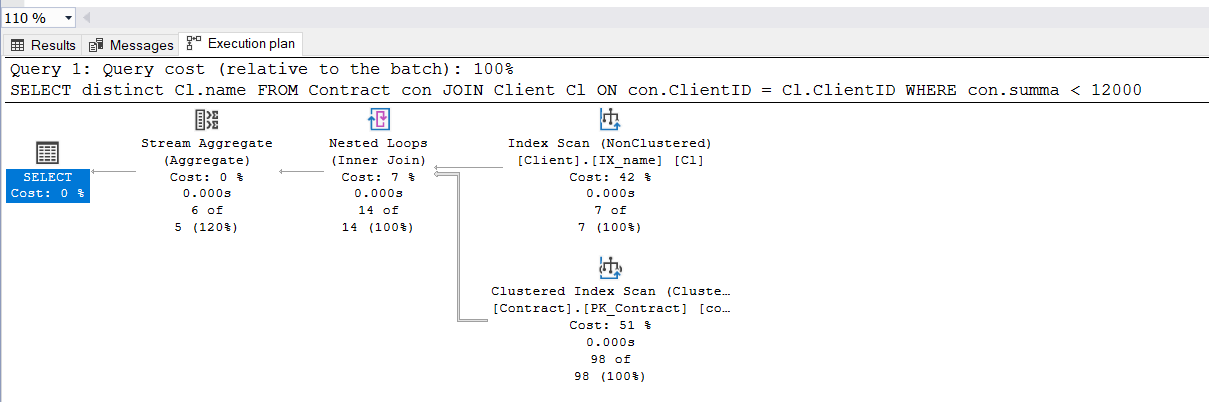 110 %
Results Messages Execution plan
Query 1: Query cost (relative to the batch): 100%
SELECT distinct Cl.name FROM Contract con JOIN Client Cl ON con.ClientID = Cl.ClientID WHERE con.summa < 12000
SELECT
Cost: 0 %
Stream Aggregate
(Aggregate)
Cost: 0 %
0.000s
6 of
5 (120%)
Nested Loops
(Inner Join)
Cost: 7 %
0.000s
14 of
14 (100%)
Index Scan (NonClustered)
[Client].[IX_name] [Cl]
Cost: 42 %
0.000s
7 of
7 (100%)
Clustered Index Scan (Cluste…
[Contract].[PK_Contract] [co…
Cost: 51 %
0.000s
98 of
98 (100%)